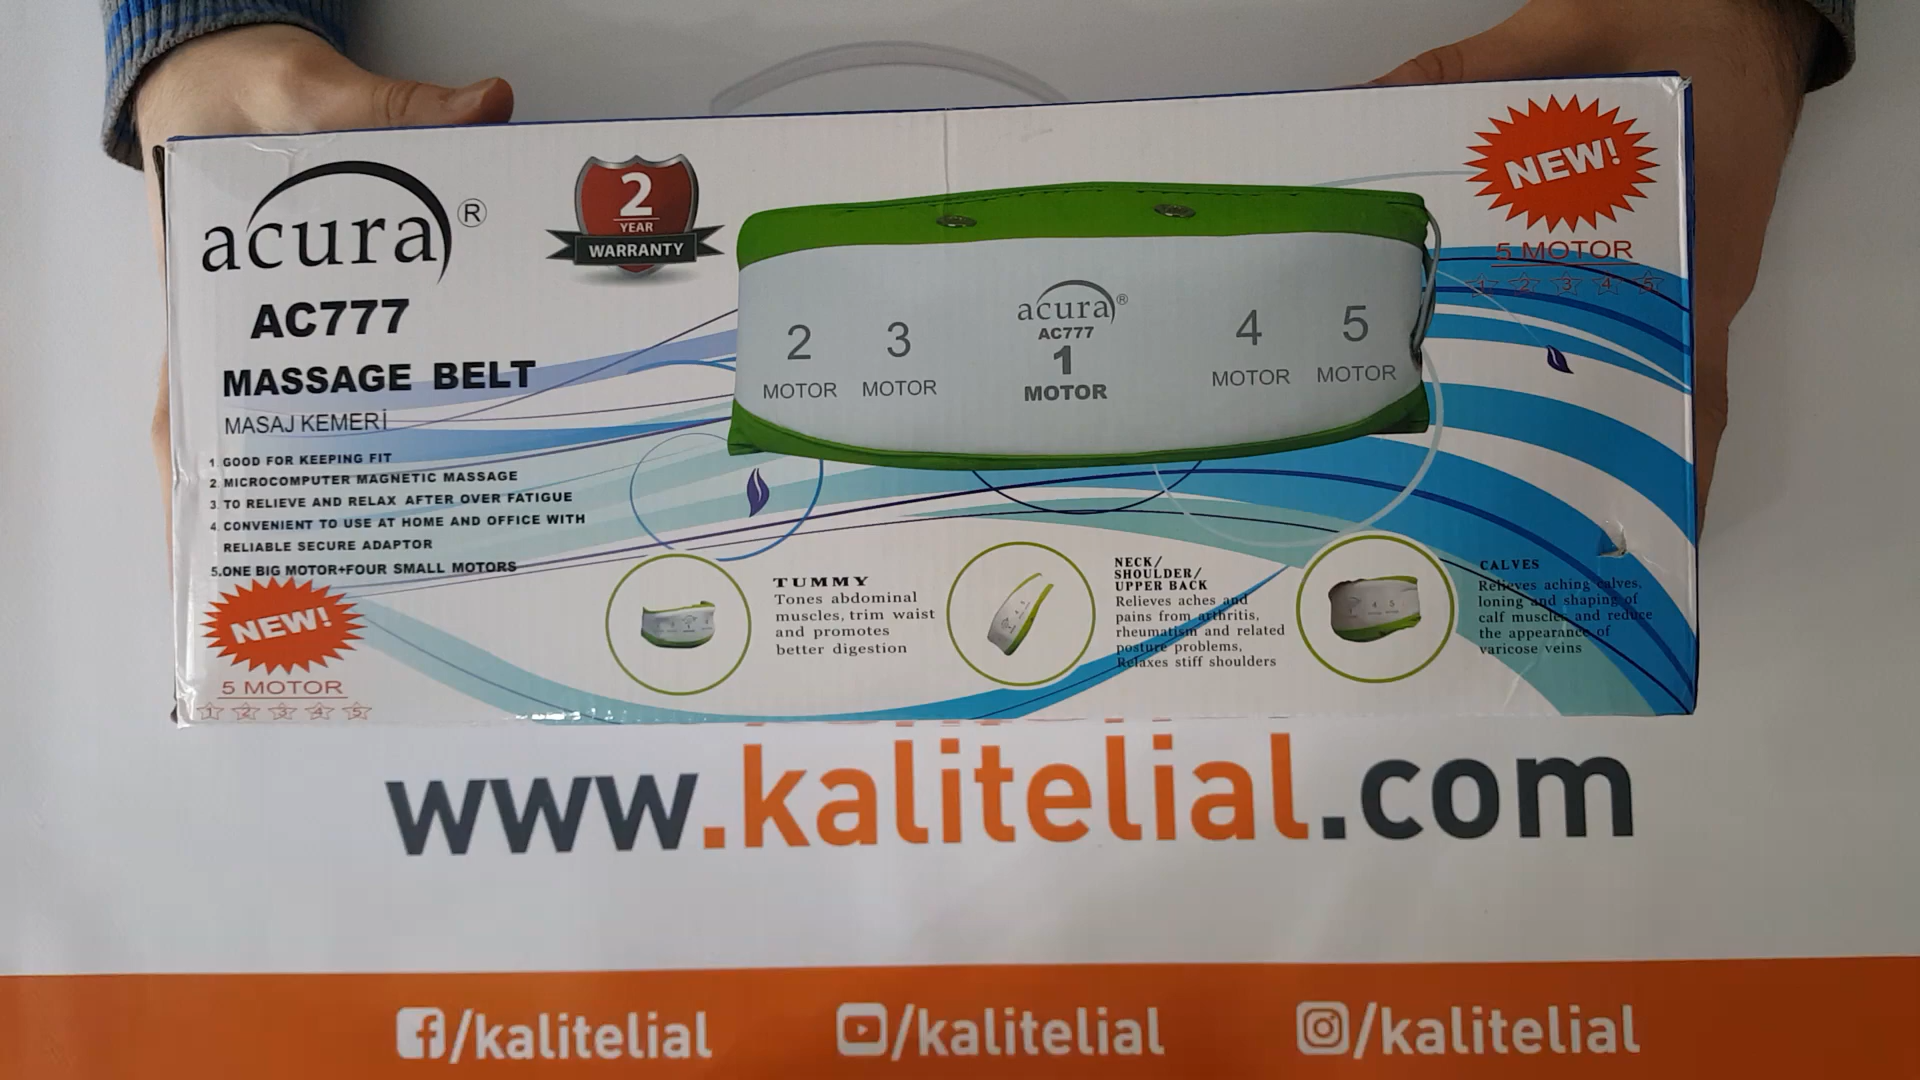 acura®
AC777
MASSAGE BELT
MASAJ KEMERİ
1. GOOD FOR KEEPING FIT
2. MICROCOMPUTER MAGNETIC MASSAGE
3. TO RELIEVE AND RELAX AFTER OVER FATIGUE
4. CONVENIENT TO USE AT HOME AND OFFICE WITH
RELIABLE SECURE ADAPTOR
5.ONE BIG MOTOR+FOUR SMALL MOTORS
NEW!
5 MOTOR
1 2 3 4 5
2
YEAR
WARRANTY
2
MOTOR
3
MOTOR
acura®
AC777
1
MOTOR
4
MOTOR
5
MOTOR
NEW!
5 MOTOR
1 2 3 4 5
TUMMY
Tones abdominal
muscles, trim waist
and promotes
better digestion
NECK/
SHOULDER/
UPPER BACK
Relieves aches and
pains from arthritis,
rheumatism and related
posture problems,
Relaxes stiff shoulders
CALVES
Relieves aching calves,
loning and shaping of
calf muscles and reduce
the appearance of
varicose veins
www.kalitelial.com
/kalitelial
/kalitelial
/kalitelial